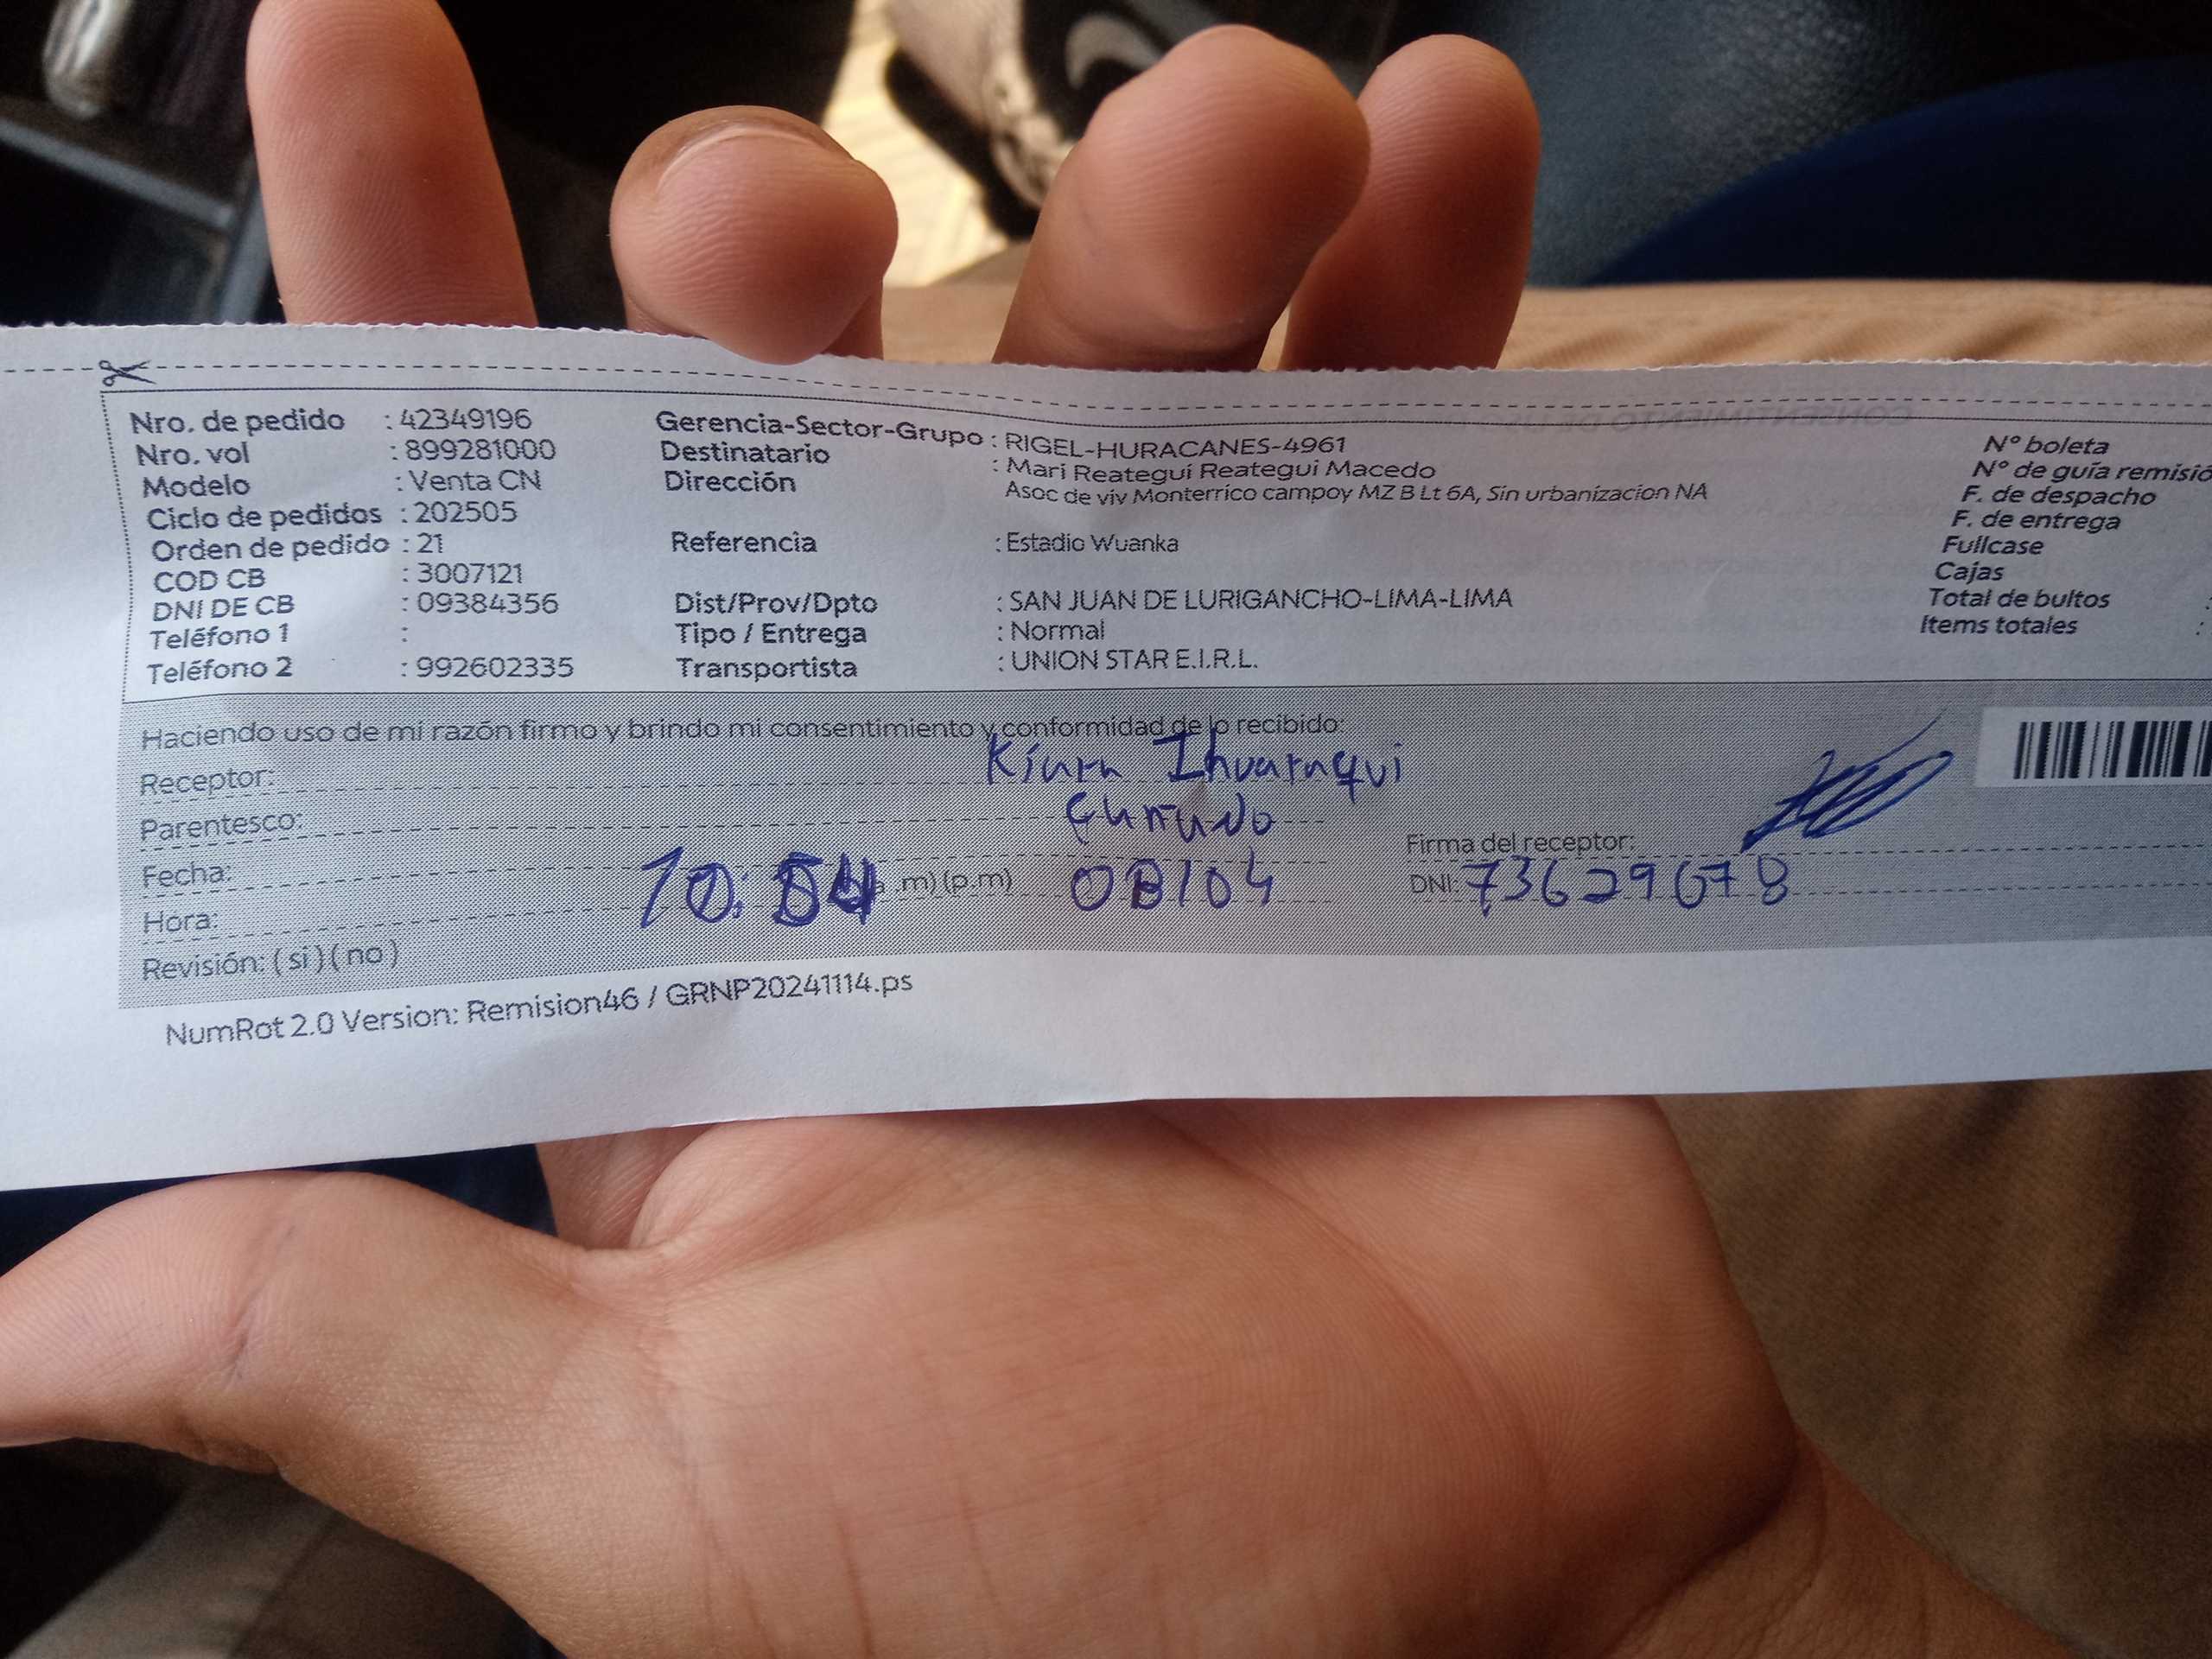 Nro. de pedido : 42349196
Nro. vol : 899281000
Modelo : Venta CN
Ciclo de pedidos : 202505
Orden de pedido : 21
COD CB : 3007121
DNI DE CB : 09384356
Teléfono 1 :
Teléfono 2 : 992602335
Gerencia-Sector-Grupo : RIGEL-HURACANES-4961
Destinatario : Mari Reategui Reategui Macedo
Dirección Asoc de viv Monterrico campoy MZ B Lt 6A, Sin urbanizacion NA
Referencia : Estadio Wuanka
Dist/Prov/Dpto : SAN JUAN DE LURIGANCHO-LIMA-LIMA
Tipo / Entrega : Normal
Transportista : UNION STAR E.I.R.L.
N° boleta
N° de guía remisió
F. de despacho
F. de entrega
Fullcase
Cajas
Total de bultos :
Items totales :
Haciendo uso de mi razón firmo y brindo mi consentimiento y conformidad de lo recibido:
Receptor: Kiara Ihuaraqui
Parentesco:
Fecha:
Hora: 10: 54 a.m) (p.m) 08/04
Revisión: ( si ) ( no )
Firma del receptor:
DNI: 73629678
NumRot 2.0 Version: Remision46 / GRNP20241114.ps